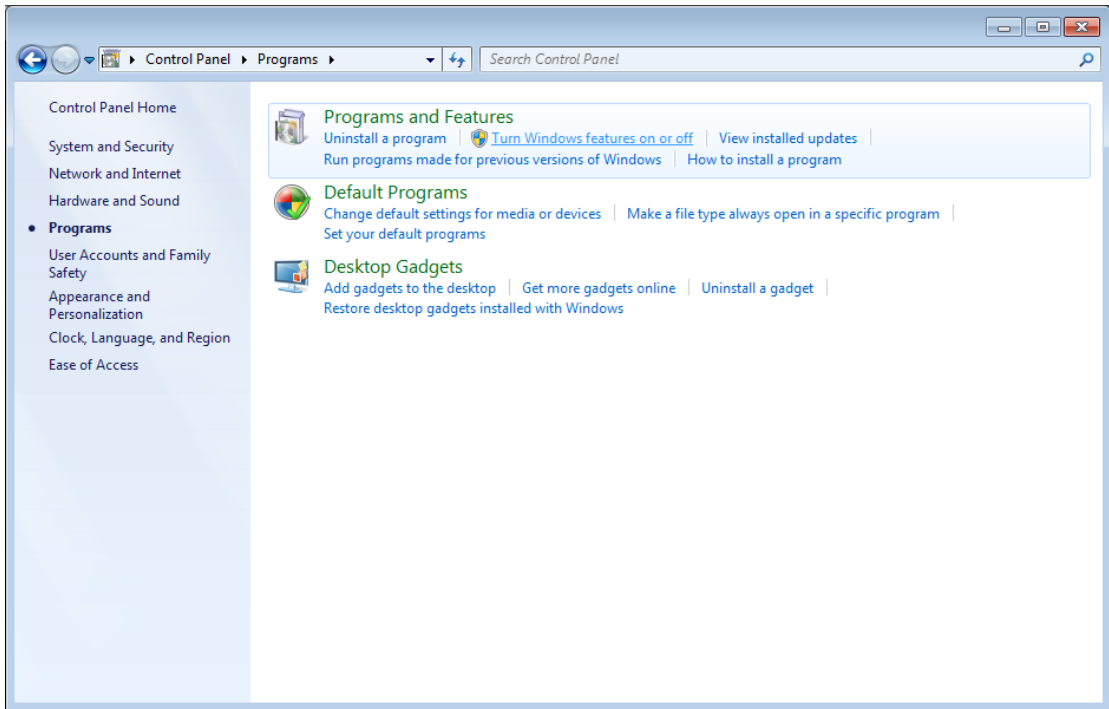 Control Panel Programs
Search Control Panel
Control Panel Home
System and Security
Network and Internet
Hardware and Sound
Programs
User Accounts and Family
Safety
Appearance and
Personalization
Clock, Language, and Region
Ease of Access
Programs and Features
Uninstall a program Turn Windows features on or off View installed updates
Run programs made for previous versions of Windows How to install a program
Default Programs
Change default settings for media or devices Make a file type always open in a specific program
Set your default programs
Desktop Gadgets
Add gadgets to the desktop Get more gadgets online Uninstall a gadget
Restore desktop gadgets installed with Windows